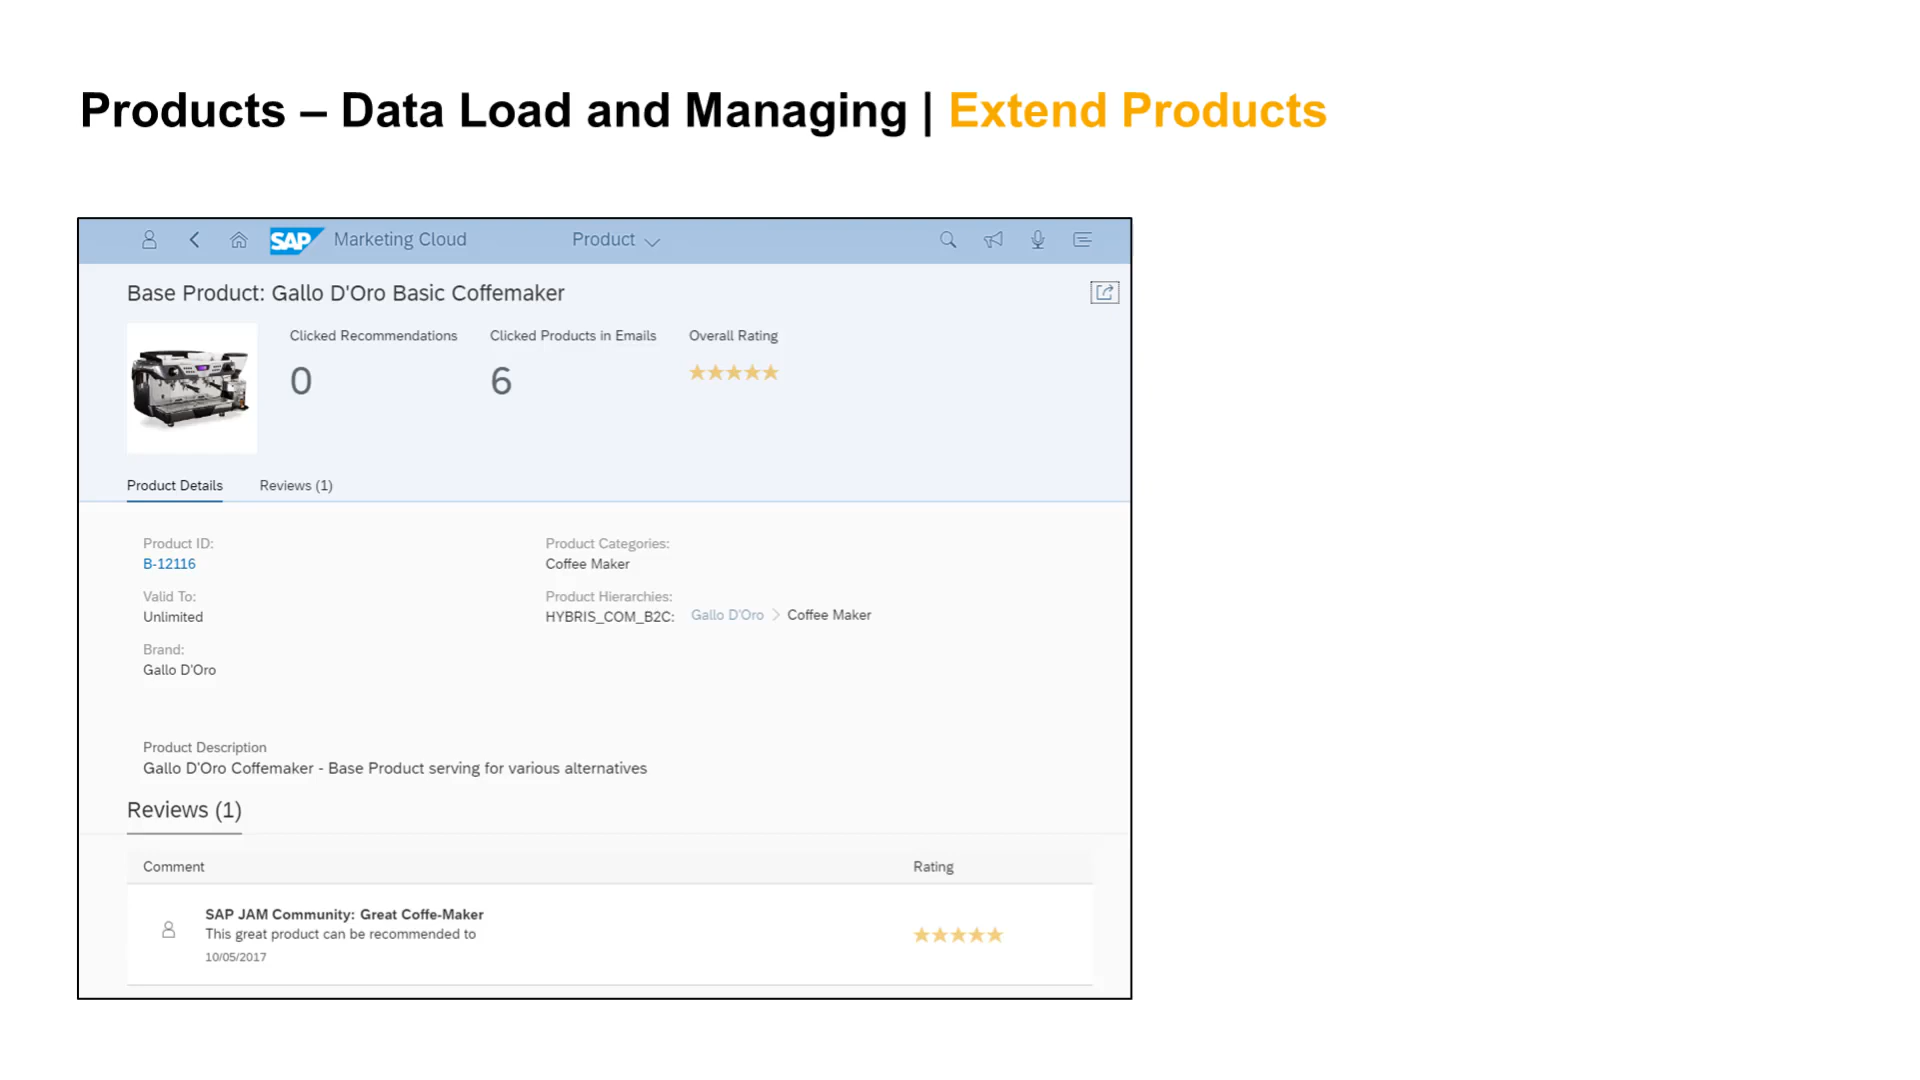 Products – Data Load and Managing | Extend Products
SAP Marketing Cloud Product
Base Product: Gallo D'Oro Basic Coffemaker
Clicked Recommendations Clicked Products in Emails Overall Rating
0 6
Product Details Reviews (1)
Product ID: Product Categories:
B-12116 Coffee Maker
Valid To: Product Hierarchies:
Unlimited HYBRIS_COM_B2C: Gallo D'Oro > Coffee Maker
Brand:
Gallo D'Oro
Product Description
Gallo D'Oro Coffemaker - Base Product serving for various alternatives
Reviews (1)
Comment Rating
SAP JAM Community: Great Coffe-Maker
This great product can be recommended to
10/05/2017